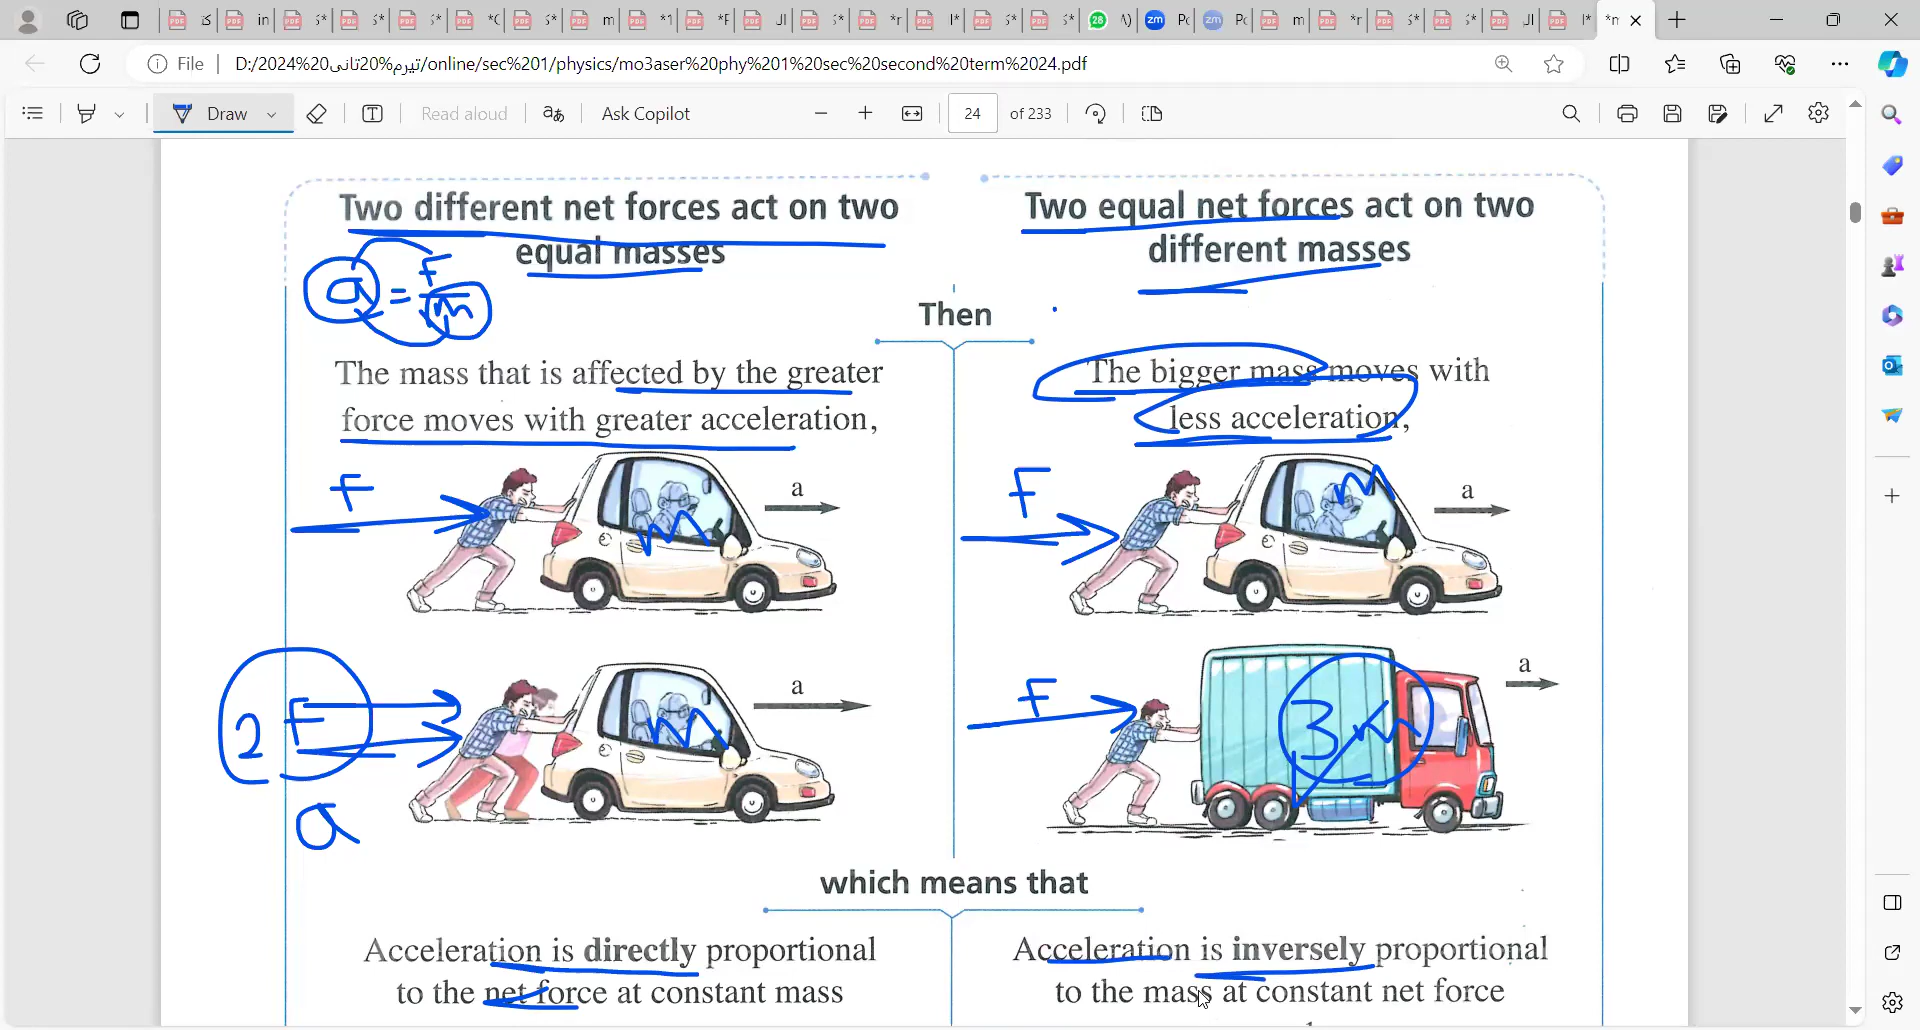 File
D:/2024%20تيرم%20تانى/online/sec%201/physics/mo3aser%20phy%201%20sec%20second%20term%2024.pdf
Draw
Read aloud
Ask Copilot
24
of 233
Two different net forces act on two
equal masses
a = F
m
Two equal net forces act on two
different masses
Then
The mass that is affected by the greater
force moves with greater acceleration,
The bigger mass moves with
less acceleration,
F
m
a
F
m
a
2F
m
a
a
F
3m
a
which means that
Acceleration is directly proportional
to the net force at constant mass
Acceleration is inversely proportional
to the mass at constant net force